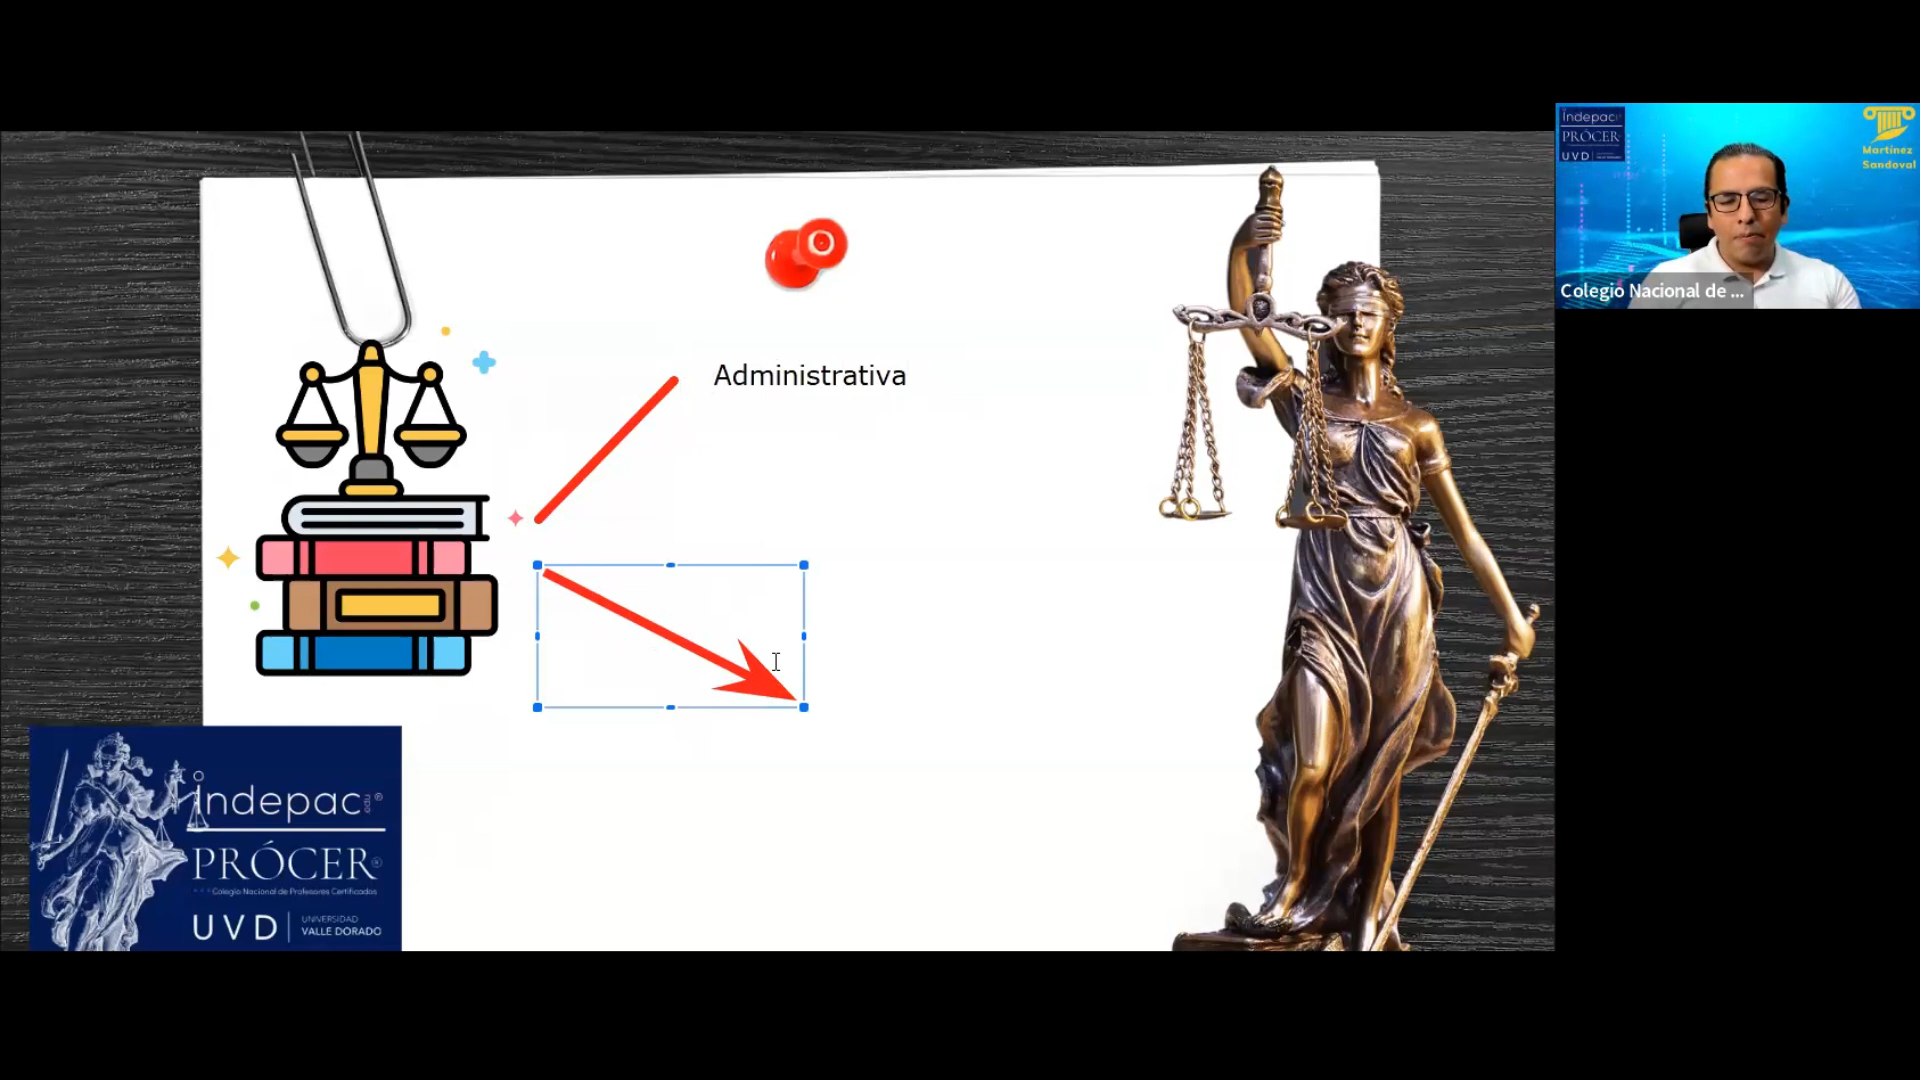 Administrativa
indepac
PRÓCER
Colegio Nacional de Profesores Certificados
UVD
UNIVERSIDAD
VALLE DORADO
indepac
PRÓCER
UVD
Martínez
Sandoval
Colegio Nacional de ...